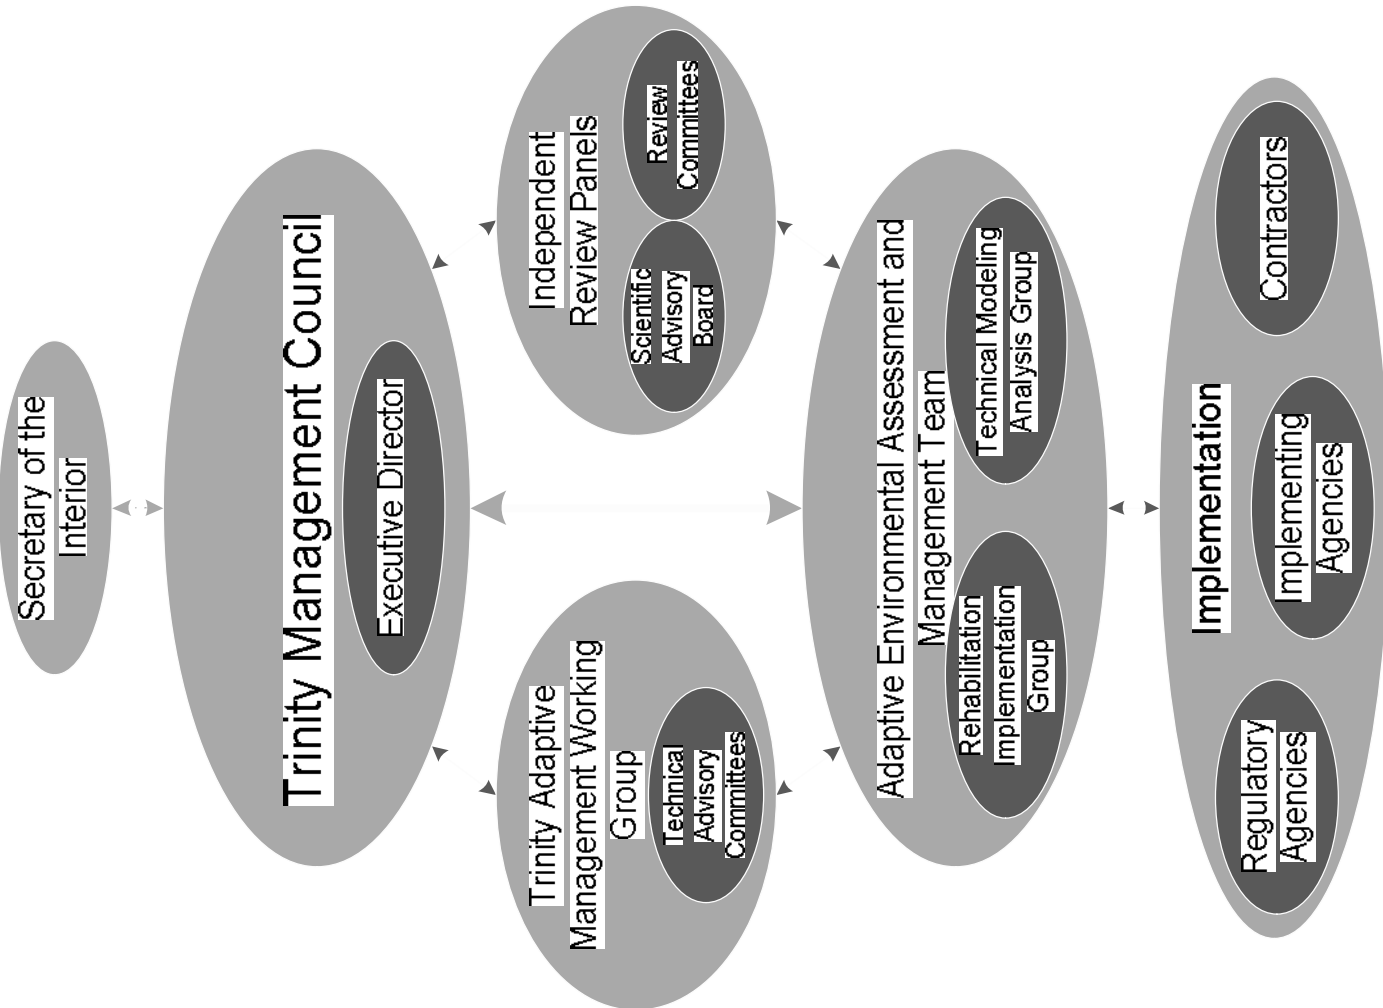 Secretary of the
Interior
Trinity Management Council
Executive Director
Trinity Adaptive
Management Working
Group
Technical
Advisory
Committees
Independent
Review Panels
Scientific
Advisory
Board
Review
Committees
Adaptive Environmental Assessment and
Management Team
Rehabilitation
Implementation
Group
Technical Modeling
Analysis Group
Implementation
Regulatory
Agencies
Implementing
Agencies
Contractors